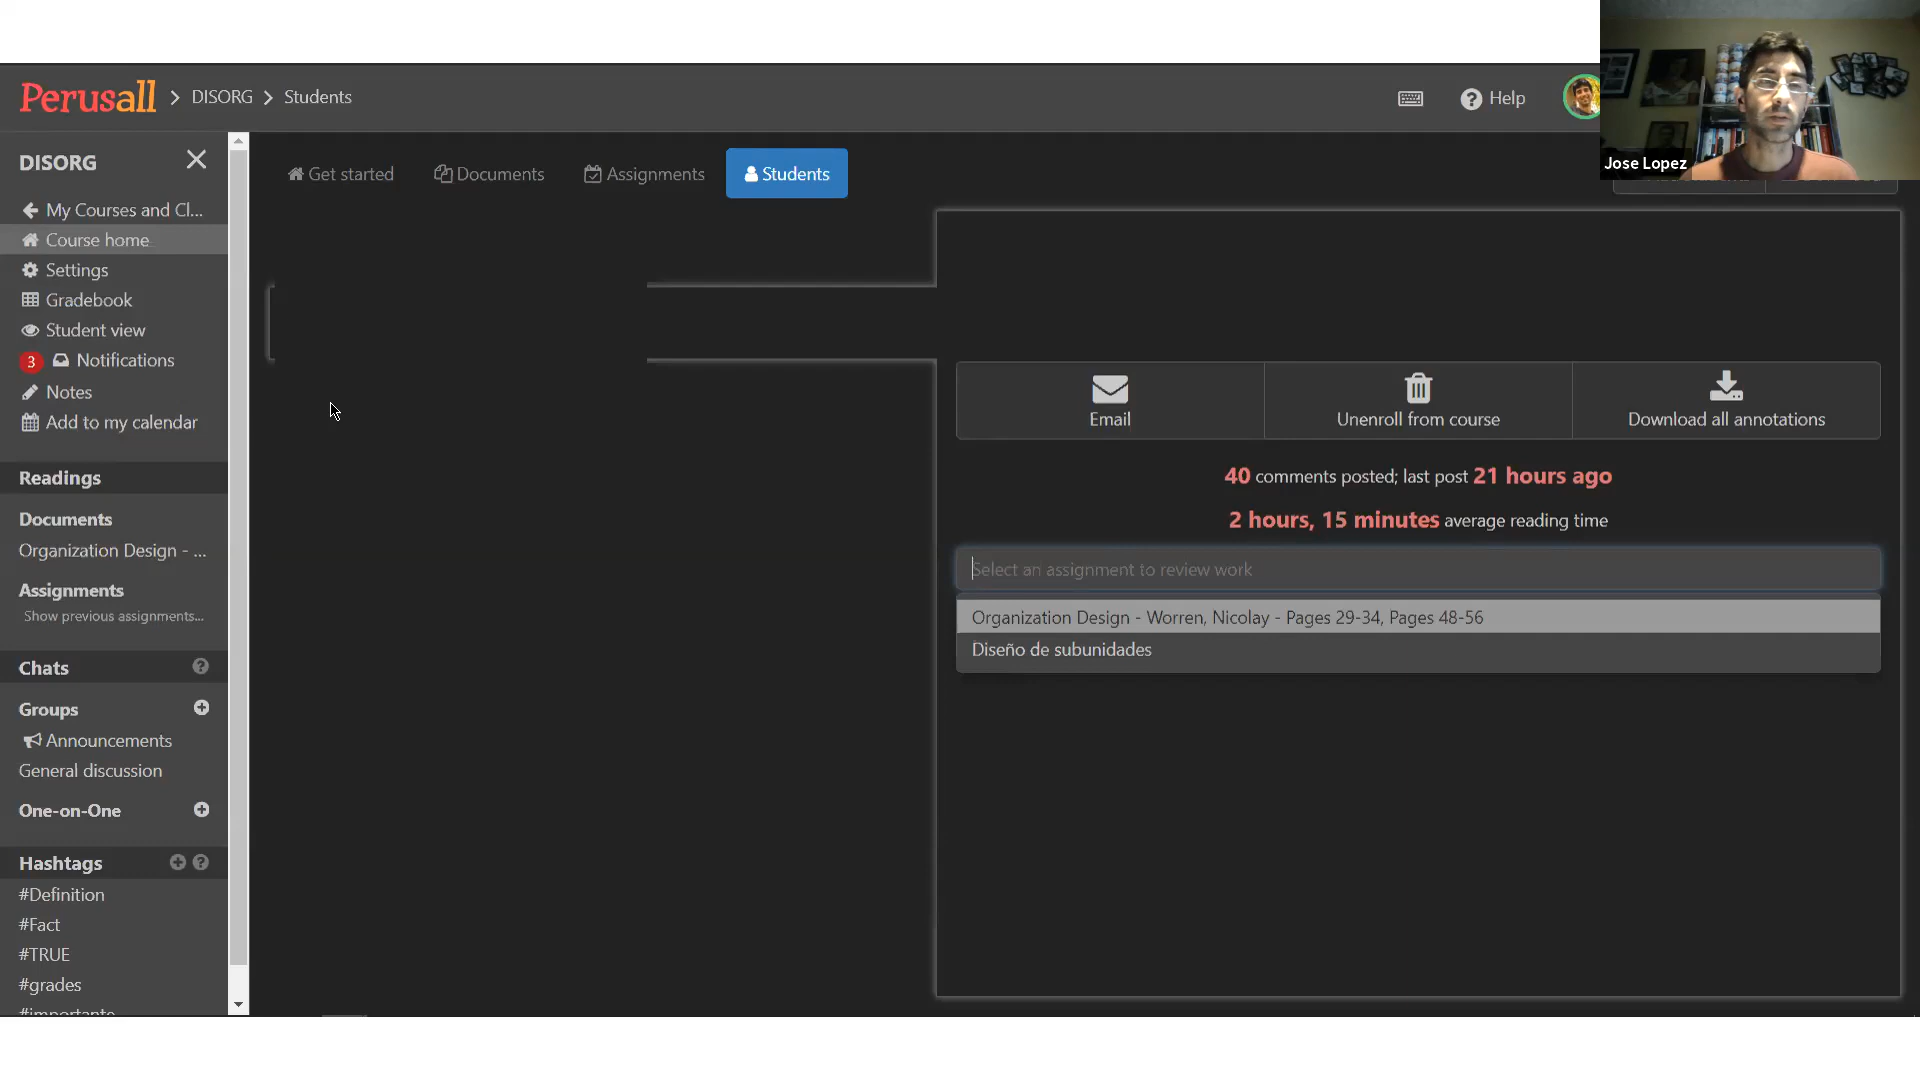 Perusall > DISORG > Students
Help
Jose Lopez
DISORG
My Courses and Cl...
Course home
Settings
Gradebook
Student view
3 Notifications
Notes
Add to my calendar
Readings
Documents
Organization Design - ...
Assignments
Show previous assignments...
Chats
Groups
Announcements
General discussion
One-on-One
Hashtags
#Definition
#Fact
#TRUE
#grades
#importante
Get started
Documents
Assignments
Students
Email
Unenroll from course
Download all annotations
40 comments posted; last post 21 hours ago
2 hours, 15 minutes average reading time
Select an assignment to review work
Organization Design - Worren, Nicolay - Pages 29-34, Pages 48-56
Diseño de subunidades